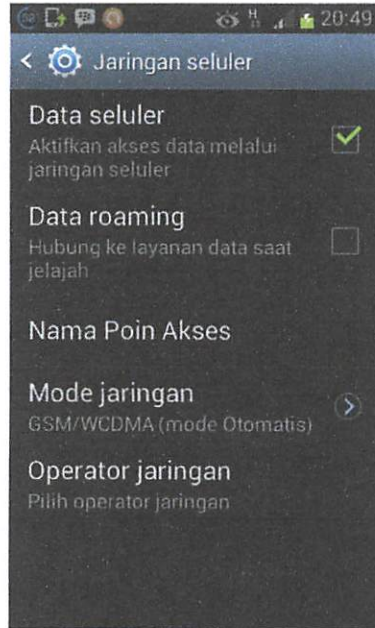 H 20:49
Jaringan seluler
Data seluler
Aktifkan akses data melalui
jaringan seluler
Data roaming
Hubung ke layanan data saat
jelajah
Nama Poin Akses
Mode jaringan
GSM/WCDMA (mode Otomatis)
Operator jaringan
Pilih operator jaringan